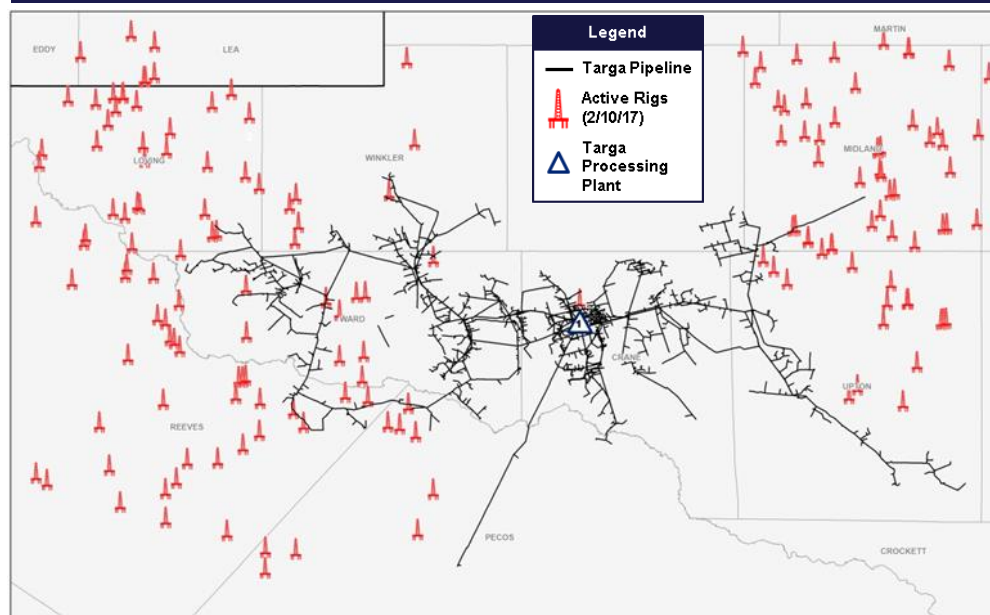 Legend
Targa Pipeline
Active Rigs
(2/10/17)
Targa
Processing
Plant
EDDY
LEA
MARTIN
LOVING
WINKLER
MIDLAND
WARD
1
CRANE
UPTON
REEVES
PECOS
CROCKETT